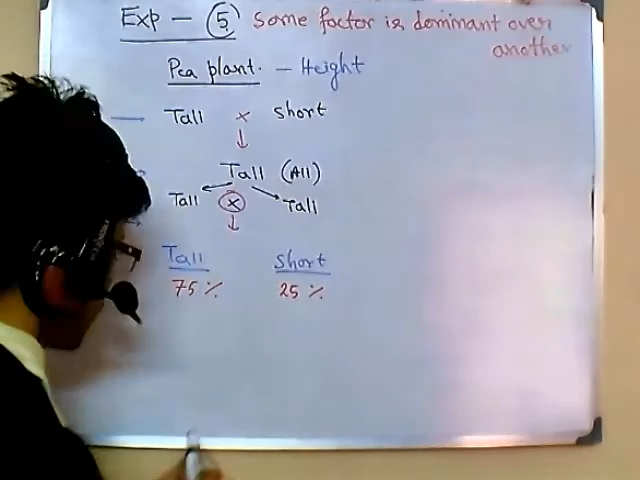 Exp - 5 some factor is dominant over
another
Pea plant. - Height
Tall x short
Tall (All)
Tall x Tall
Tall short
75% 25%